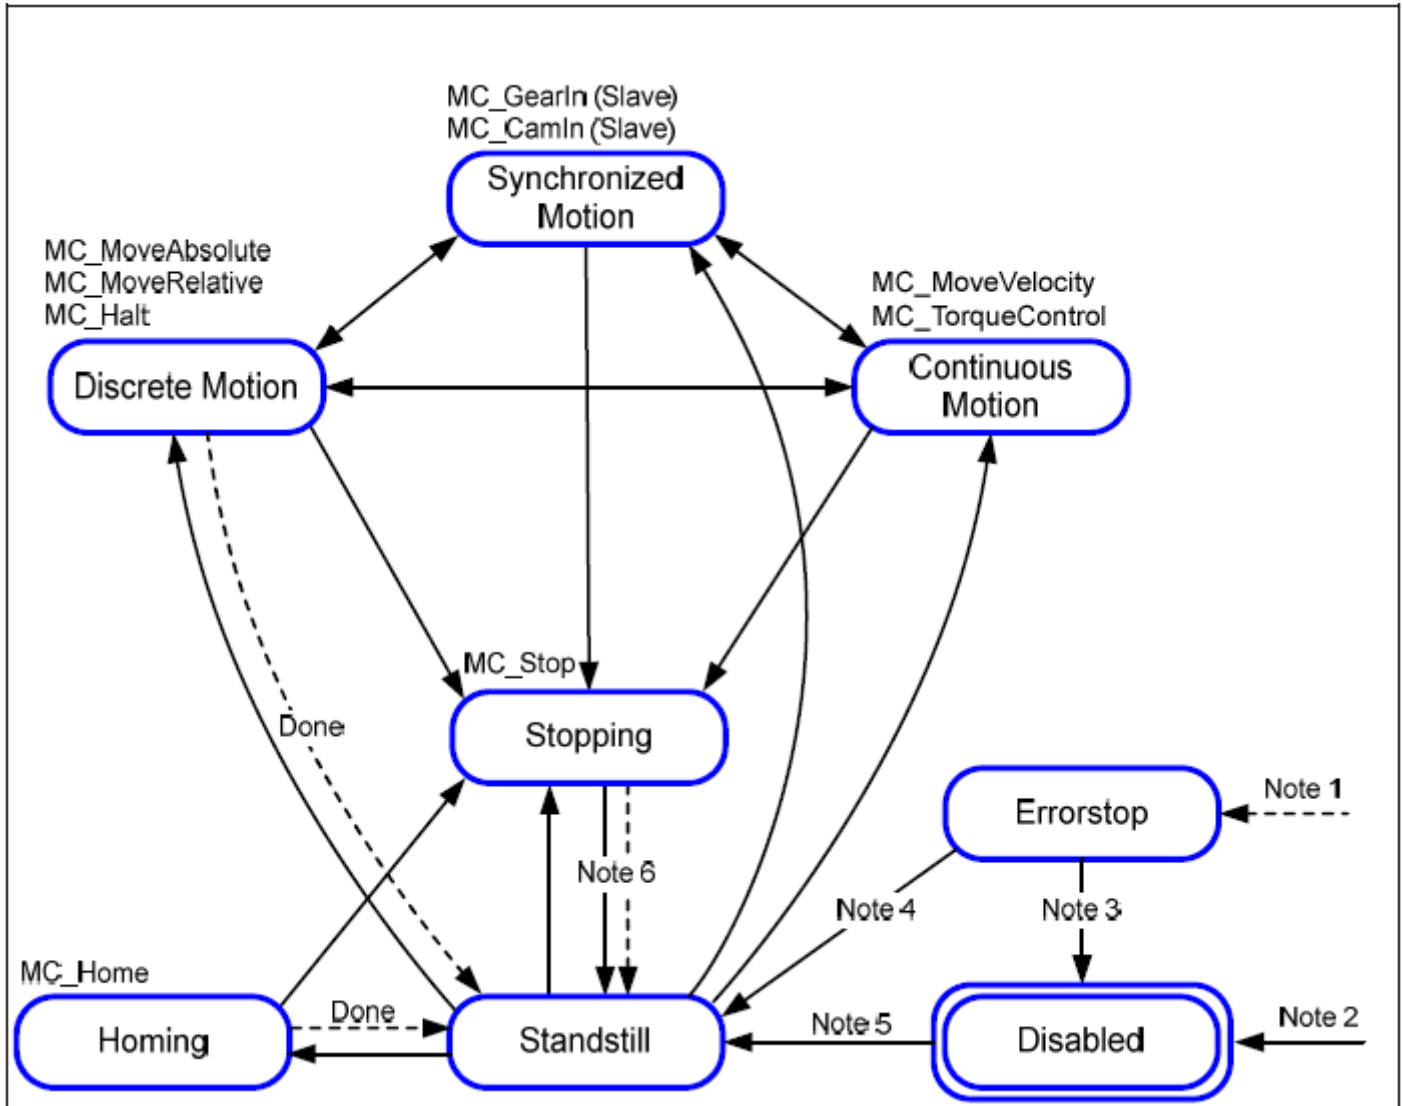 MC_GearIn (Slave)
MC_CamIn (Slave)
Synchronized
Motion
MC_MoveAbsolute
MC_MoveRelative
MC_Halt
MC_MoveVelocity
MC_TorqueControl
Discrete Motion
Continuous
Motion
MC_Stop
Stopping
Done
Note 1
Errorstop
Note 6
Note 4
Note 3
MC_Home
Done
Homing
Standstill
Note 5
Disabled
Note 2